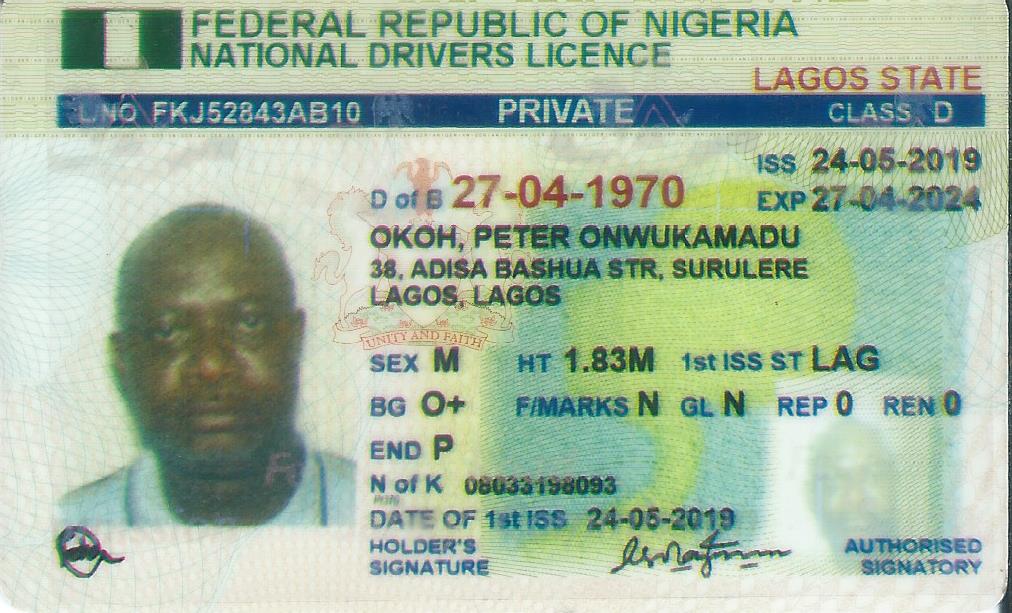 FEDERAL REPUBLIC OF NIGERIA
NATIONAL DRIVERS LICENCE
LAGOS STATE
L/NO FKJ52843AB10 PRIVATE CLASS D
ISS 24-05-2019
D of B 27-04-1970 EXP 27-04-2024
OKOH, PETER ONWUKAMADU
38, ADISA BASHUA STR, SURULERE
LAGOS, LAGOS
UNITY AND FAITH
SEX M HT 1.83M 1st ISS ST LAG
BG O+ F/MARKS N GL N REP 0 REN 0
END P
N of K 08033198093
DATE OF 1st ISS 24-05-2019
HOLDER'S
SIGNATURE
AUTHORISED
SIGNATORY